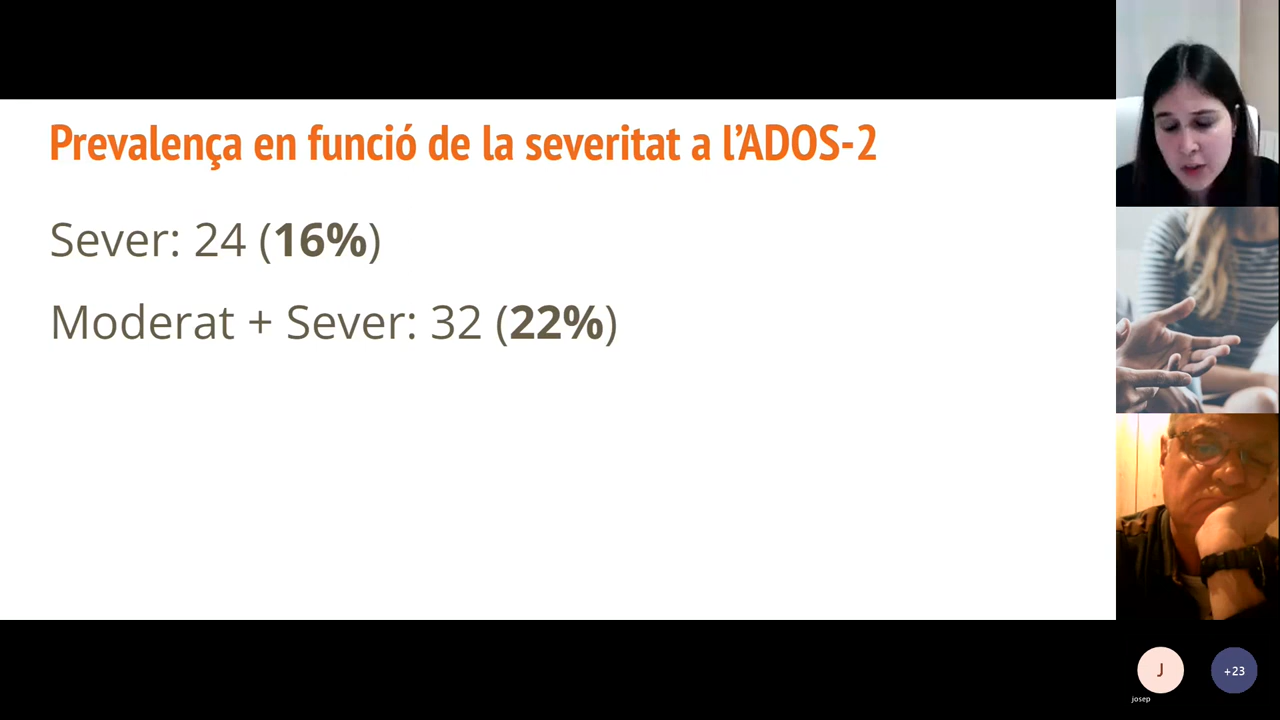 Prevalença en funció de la severitat a l'ADOS-2
Sever: 24 (16%)
Moderat + Sever: 32 (22%)
J
+23
josep